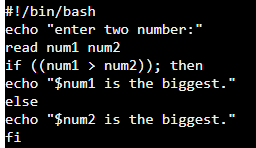 #!/bin/bash
echo "enter two number:"
read num1 num2
if ((num1 > num2)); then
echo "$num1 is the biggest."
else
echo "$num2 is the biggest."
fi